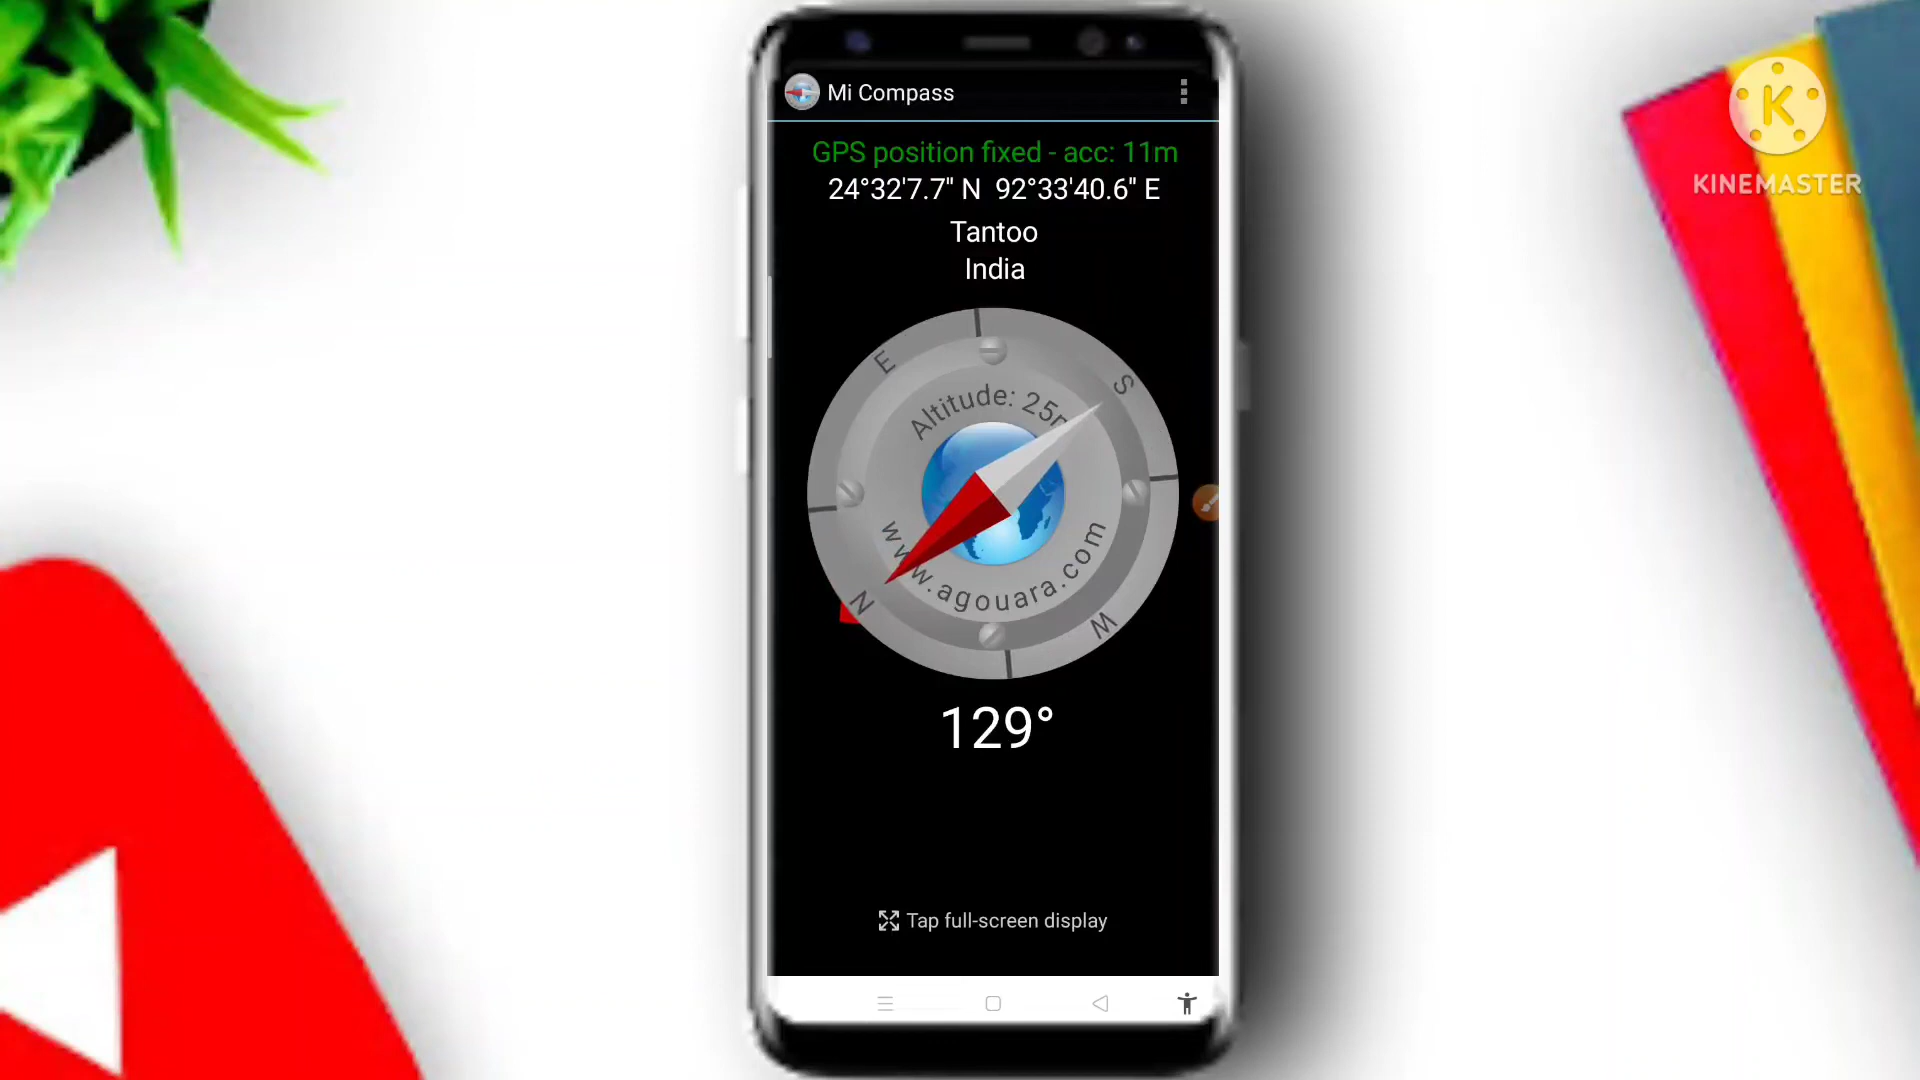 Mi Compass
GPS position fixed - acc: 11m
24°32'7.7" N 92°33'40.6" E
Tantoo
India
E
S
Altitude: 25m
www.agouara.com
N
W
129°
Tap full-screen display
K
KINEMASTER